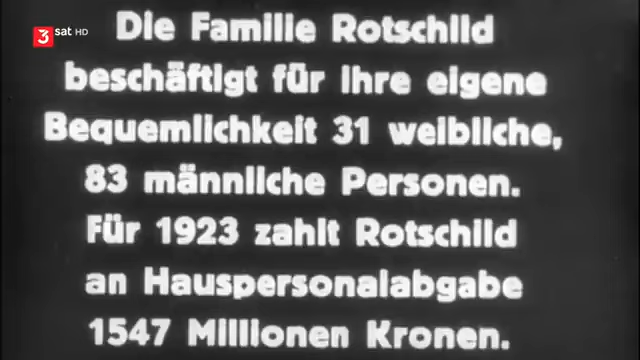 3sat HD
Die Familie Rotschild
beschäftigt für ihre eigene
Bequemlichkeit 31 weibliche,
83 männliche Personen.
Für 1923 zahlt Rotschild
an Hauspersonalabgabe
1547 Millionen Kronen.